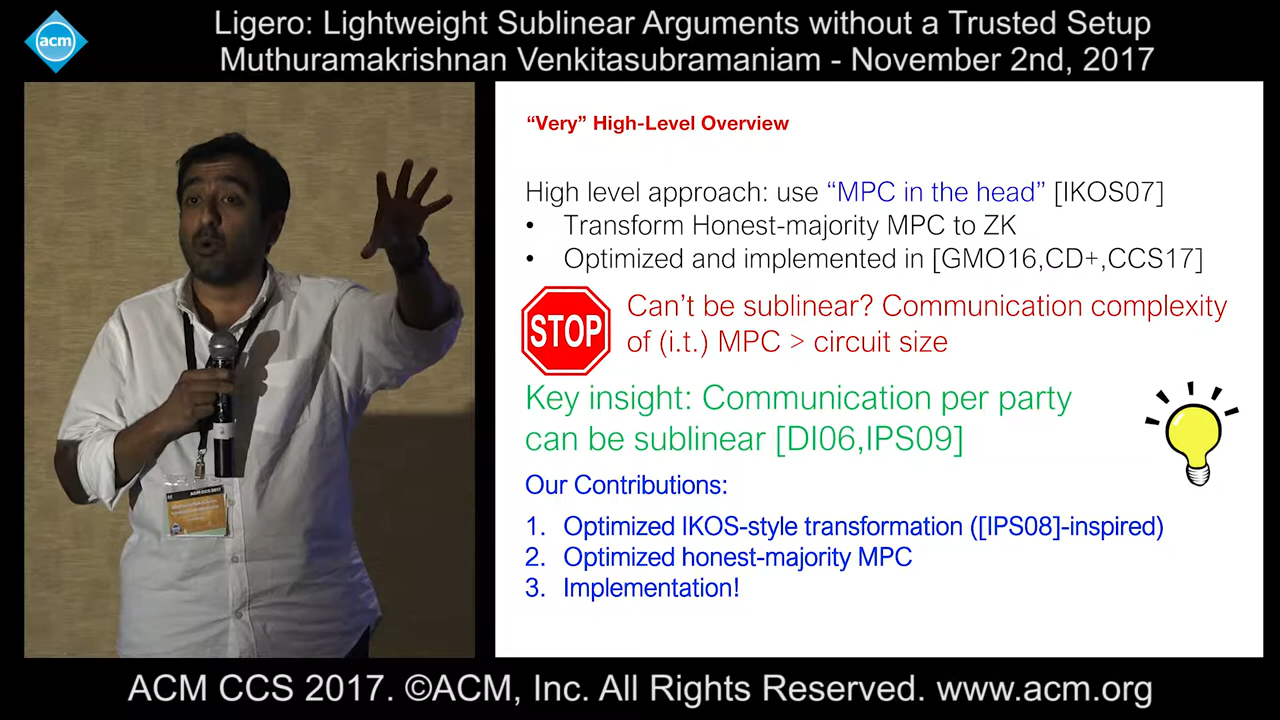 acm
Ligero: Lightweight Sublinear Arguments without a Trusted Setup
Muthuramakrishnan Venkitasubramaniam - November 2nd, 2017
"Very" High-Level Overview
High level approach: use "MPC in the head" [IKOS07]
• Transform Honest-majority MPC to ZK
• Optimized and implemented in [GMO16,CD+,CCS17]
STOP
Can't be sublinear? Communication complexity
of (i.t.) MPC > circuit size
Key insight: Communication per party
can be sublinear [DI06,IPS09]
Our Contributions:
1. Optimized IKOS-style transformation ([IPS08]-inspired)
2. Optimized honest-majority MPC
3. Implementation!
ACM CCS 2017
ACM CCS 2017. ©ACM, Inc. All Rights Reserved. www.acm.org